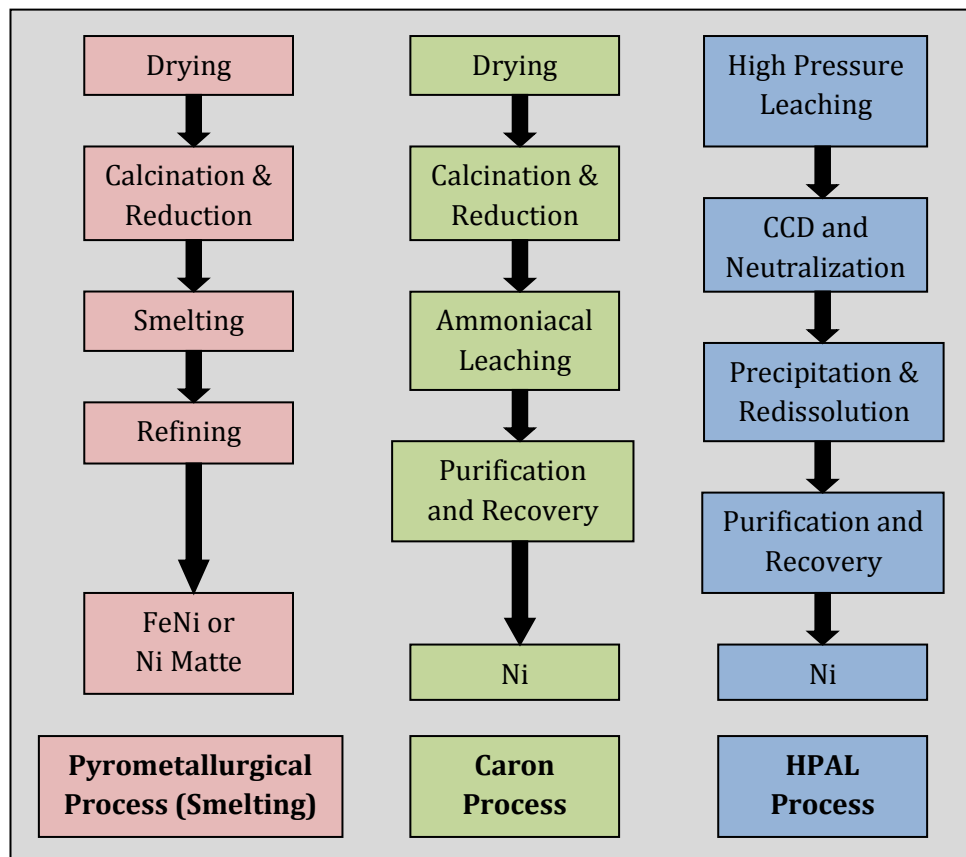 Drying
Calcination &
Reduction
Smelting
Refining
FeNi or
Ni Matte
Pyrometallurgical
Process (Smelting)
Drying
Calcination &
Reduction
Ammoniacal
Leaching
Purification
and Recovery
Ni
Caron
Process
High Pressure
Leaching
CCD and
Neutralization
Precipitation &
Redissolution
Purification and
Recovery
Ni
HPAL
Process